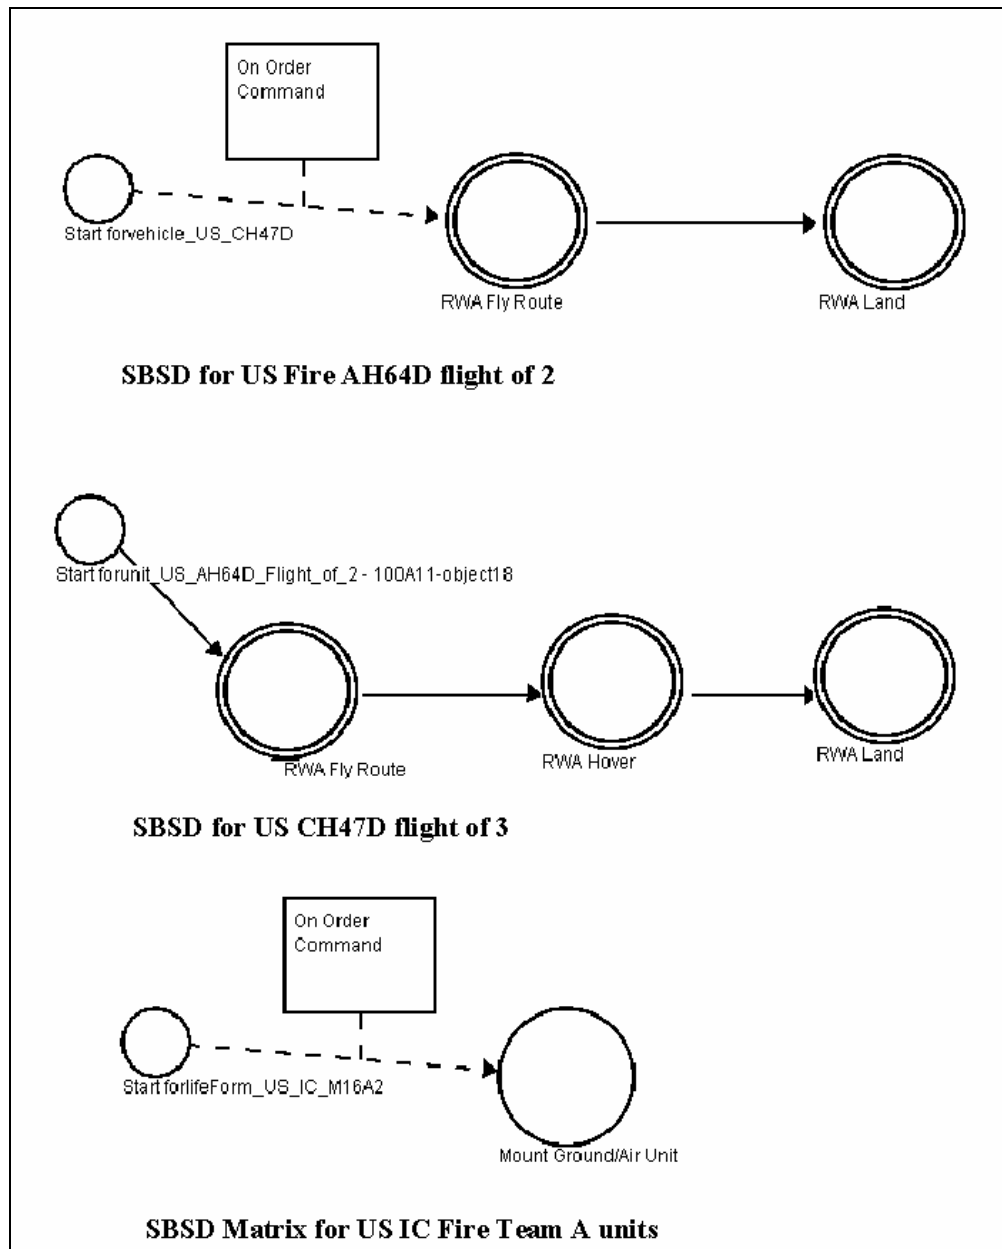 On Order
Command
Start forvehicle_US_CH47D
RWA Fly Route
RWA Land
SBSD for US Fire AH64D flight of 2
Start forunit_US_AH64D_Flight_of_2 - 100A11-object18
RWA Fly Route
RWA Hover
RWA Land
SBSD for US CH47D flight of 3
On Order
Command
Start forlifeForm_US_IC_M16A2
Mount Ground/Air Unit
SBSD Matrix for US IC Fire Team A units